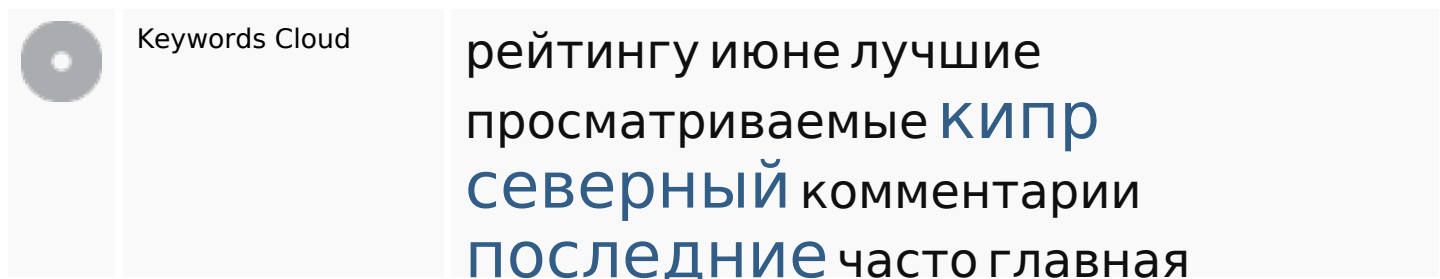 Keywords Cloud
рейтингу июне лучшие
просматриваемые кипр
северный комментарии
последние часто главная